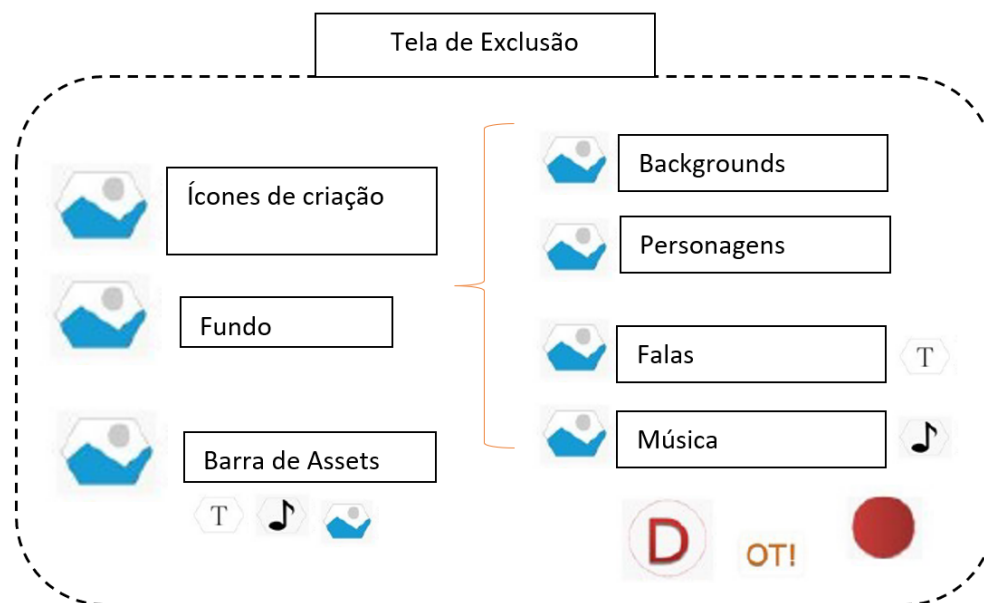 Tela de Exclusão
Ícones de criação
Fundo
Barra de Assets
T
Backgrounds
Personagens
Falas
T
Música
D
OT!